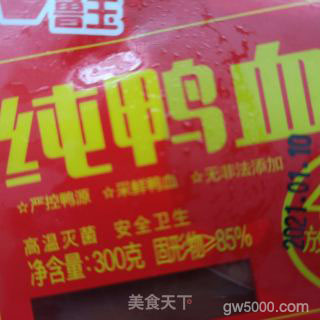 鲁王
纯鸭血
☆严控鸭源 ☆采鲜鸭血 ☆无非法添加
高温灭菌 安全卫生
净含量:300克 固形物≥85%
2021.01.10
放
美食天下
gw5000.com